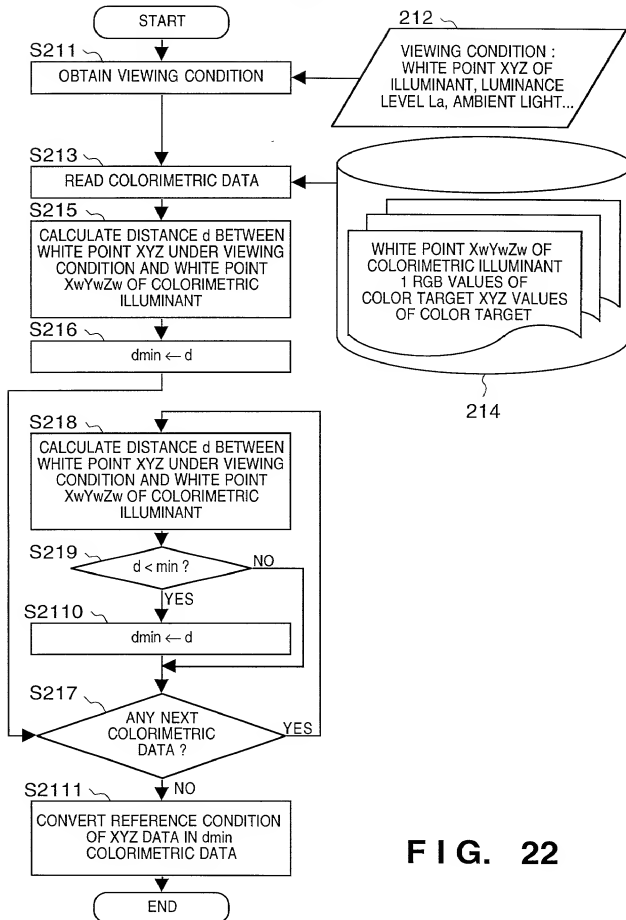 START
S211
OBTAIN VIEWING CONDITION
212
VIEWING CONDITION :
WHITE POINT XYZ OF
ILLUMINANT, LUMINANCE
LEVEL La, AMBIENT LIGHT...
S213
READ COLORIMETRIC DATA
S215
CALCULATE DISTANCE d BETWEEN
WHITE POINT XYZ UNDER VIEWING
CONDITION AND WHITE POINT
XwYwZw OF COLORIMETRIC
ILLUMINANT
WHITE POINT XwYwZw OF
COLORIMETRIC ILLUMINANT
1 RGB VALUES OF
COLOR TARGET XYZ VALUES
OF COLOR TARGET
214
S216
dmin ← d
S218
CALCULATE DISTANCE d BETWEEN
WHITE POINT XYZ UNDER VIEWING
CONDITION AND WHITE POINT
XwYwZw OF COLORIMETRIC
ILLUMINANT
S219
d < min ?
NO
YES
S2110
dmin ← d
S217
ANY NEXT
COLORIMETRIC
DATA ?
YES
NO
S2111
CONVERT REFERENCE CONDITION
OF XYZ DATA IN dmin
COLORIMETRIC DATA
END
FIG. 22